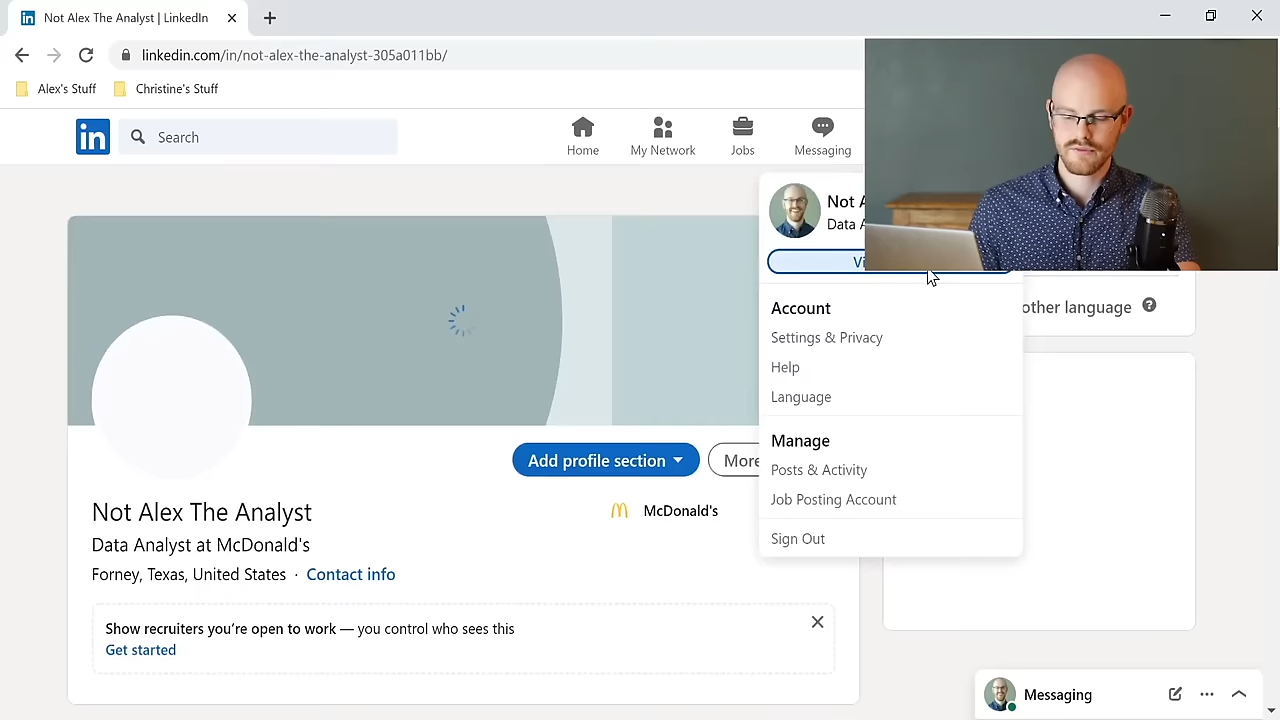 Not Alex The Analyst | LinkedIn
linkedin.com/in/not-alex-the-analyst-305a011bb/
Alex's Stuff
Christine's Stuff
in
Search
Home
My Network
Jobs
Messaging
Not A
Data A
Vi
Account
Settings & Privacy
Help
Language
Manage
Posts & Activity
Job Posting Account
Sign Out
other language
Add profile section
More
Not Alex The Analyst
McDonald's
Data Analyst at McDonald's
Forney, Texas, United States · Contact info
Show recruiters you're open to work — you control who sees this
Get started
Messaging